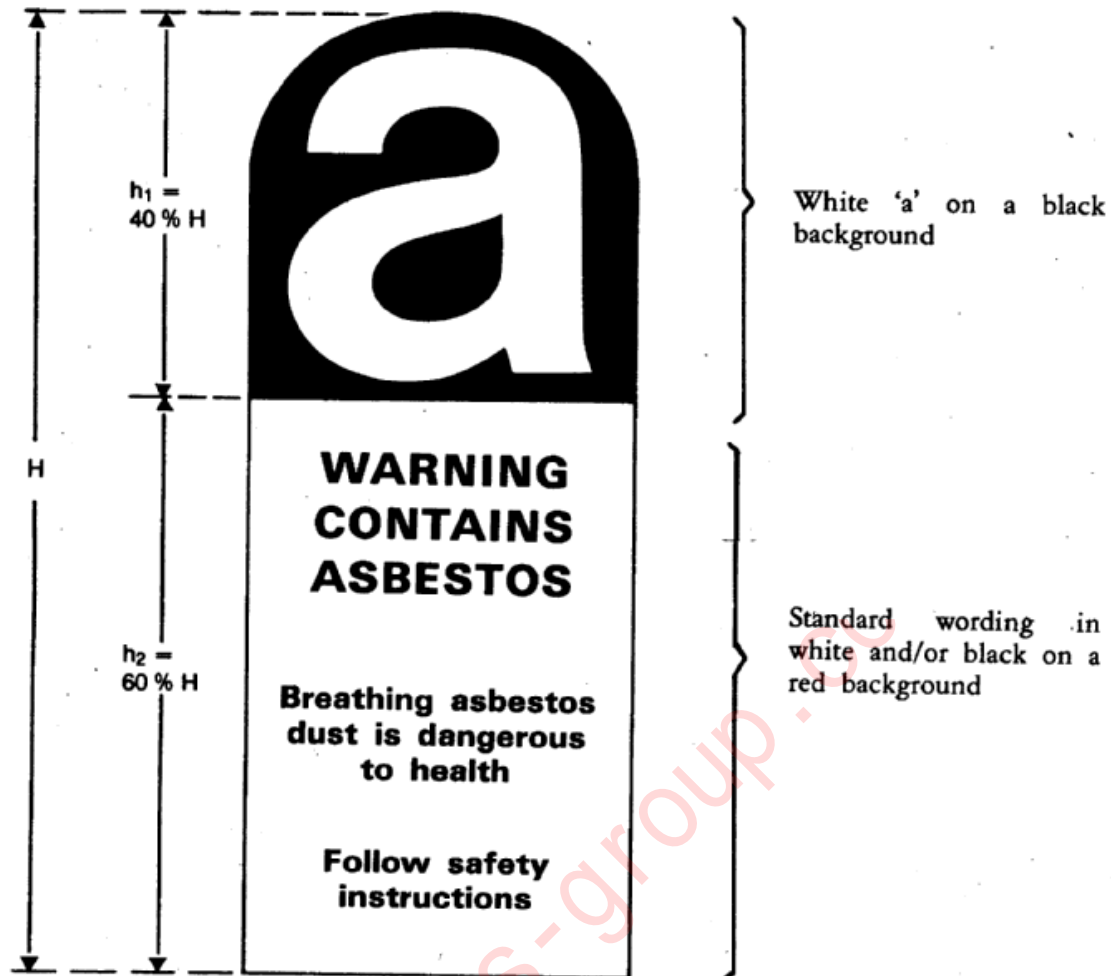 a
h₁ =
40 % H
White ‘a’ on a black
background
H
WARNING
CONTAINS
ASBESTOS
h₂ =
60 % H
Standard wording in
white and/or black on a
red background
Breathing asbestos
dust is dangerous
to health
Follow safety
instructions
s-group.c